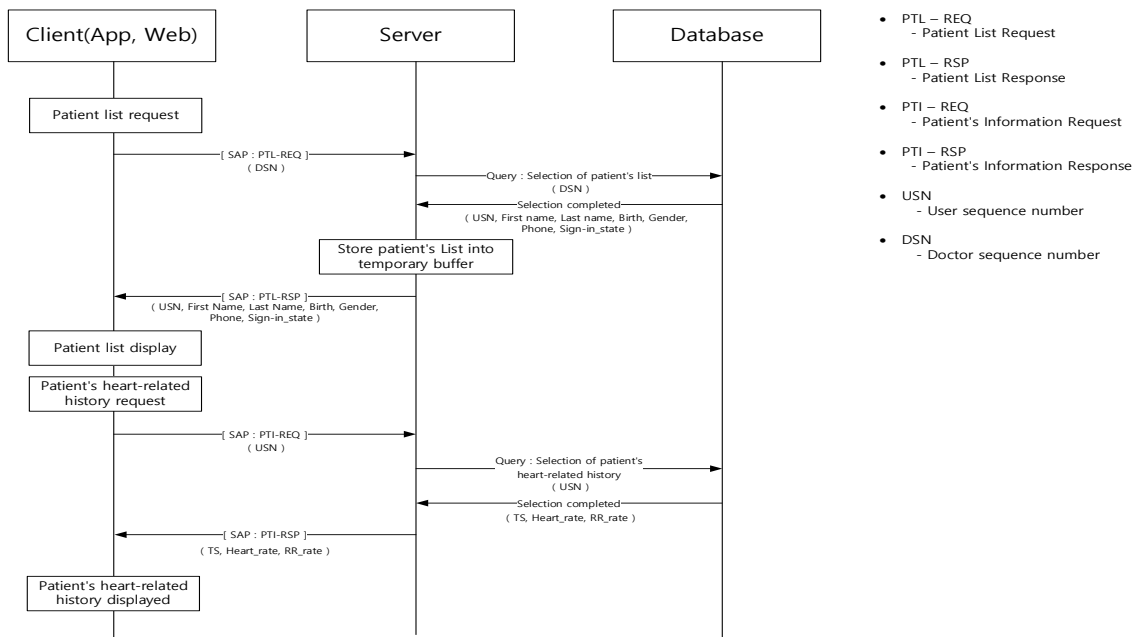 Client(App, Web)
Server
Database
Patient list request
[ SAP : PTL-REQ ]
( DSN )
Query : Selection of patient's list
( DSN )
Selection completed
( USN, First name, Last name, Birth, Gender,
Phone, Sign-in_state )
Store patient's List into
temporary buffer
[ SAP : PTL-RSP ]
( USN, First Name, Last Name, Birth, Gender,
Phone, Sign-in_state )
Patient list display
Patient's heart-related
history request
[ SAP : PTI-REQ ]
( USN )
Query : Selection of patient's
heart-related history
( USN )
Selection completed
( TS, Heart_rate, RR_rate )
[ SAP : PTI-RSP ]
( TS, Heart_rate, RR_rate )
Patient's heart-related
history displayed
• PTL – REQ
- Patient List Request
• PTL – RSP
- Patient List Response
• PTI – REQ
- Patient's Information Request
• PTI – RSP
- Patient's Information Response
• USN
- User sequence number
• DSN
- Doctor sequence number